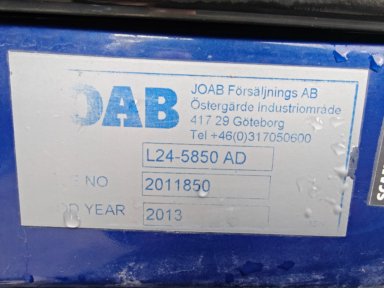 JOAB
JOAB Försäljnings AB
Östergärde Industriområde
417 29 Göteborg
Tel +46(0)317050600
L24-5850 AD
NO 2011850
YEAR 2013